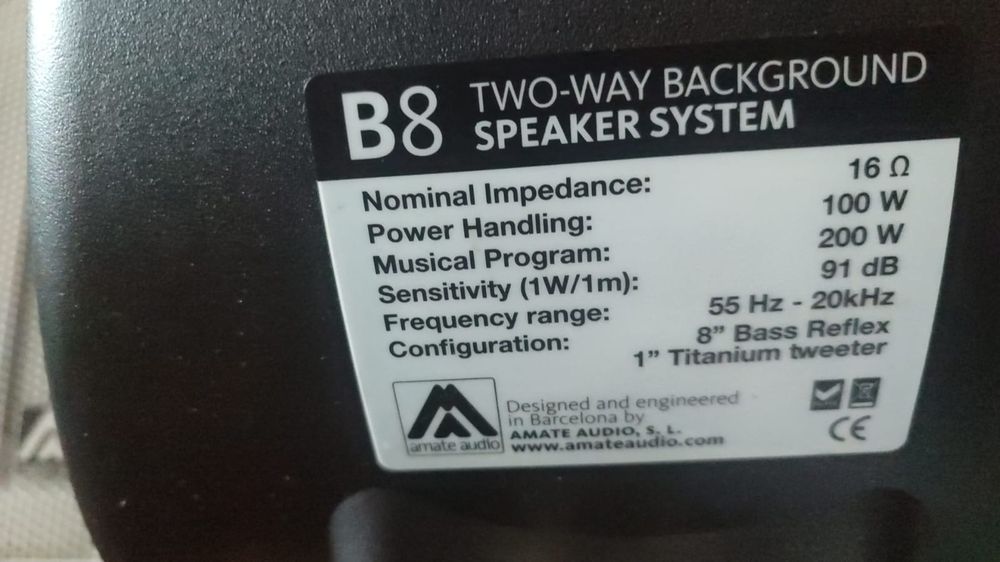 B8 TWO-WAY BACKGROUND
SPEAKER SYSTEM
Nominal Impedance: 16 Ω
Power Handling: 100 W
Musical Program: 200 W
Sensitivity (1W/1m): 91 dB
Frequency range: 55 Hz - 20kHz
Configuration: 8” Bass Reflex
1” Titanium tweeter
amate audio
Designed and engineered
in Barcelona by
AMATE AUDIO, S. L.
www.amateaudio.com
CE